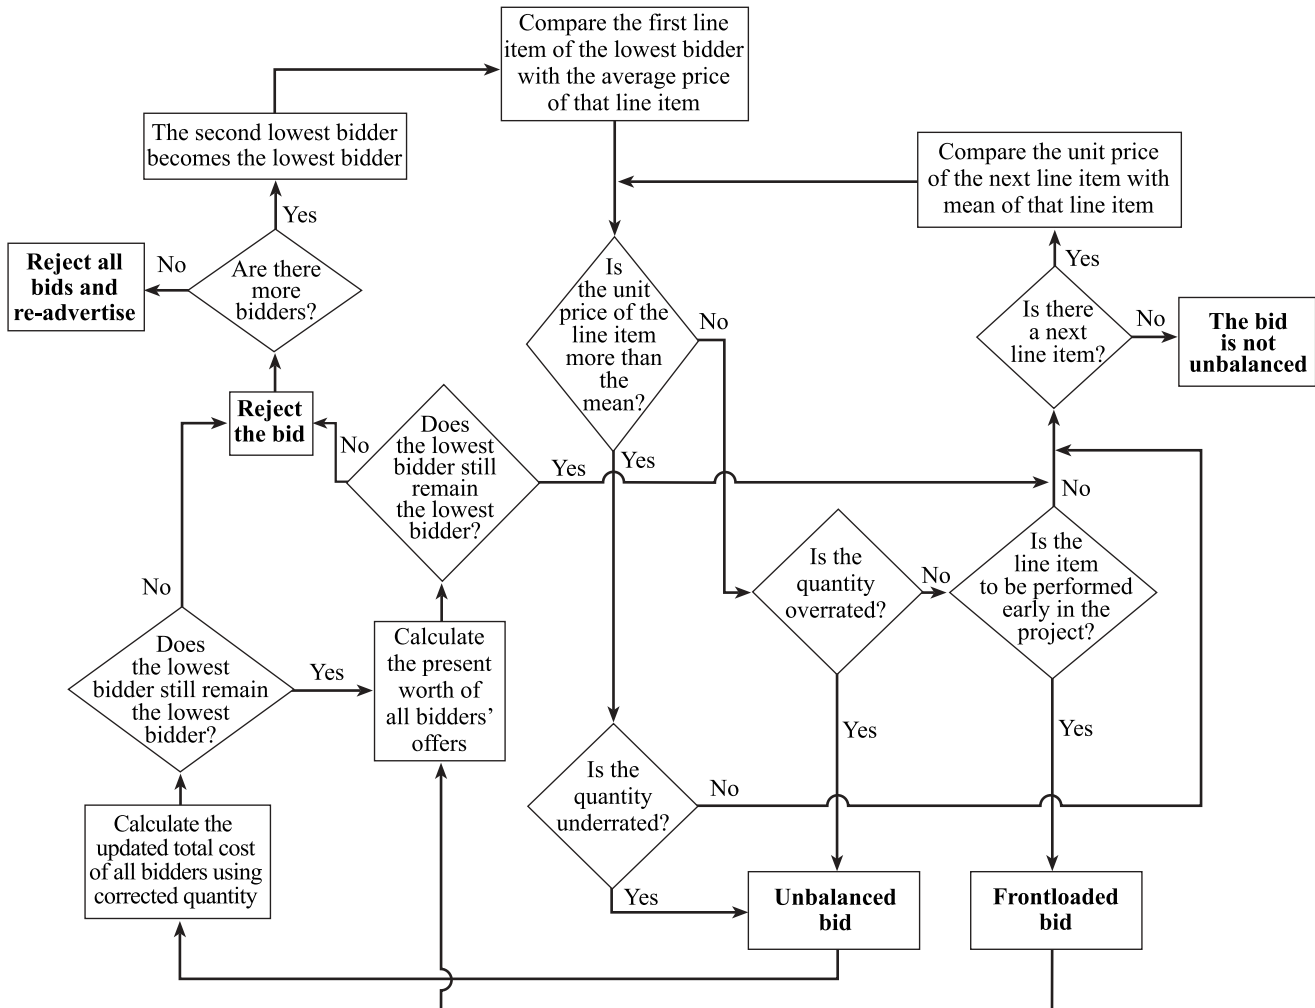 Compare the first line
item of the lowest bidder
with the average price
of that line item
The second lowest bidder
becomes the lowest bidder
Compare the unit price
of the next line item with
mean of that line item
Yes
Reject all
bids and
re-advertise
No
Are there
more
bidders?
Is
the unit
price of the
line item
more than
the
mean?
No
Yes
Is there
a next
line item?
No
The bid
is not
unbalanced
Reject
the bid
No
Does
the lowest
bidder still
remain
the lowest
bidder?
Yes
Yes
No
Is the
quantity
overrated?
No
Is the
line item
to be performed
early in the
project?
No
Does
the lowest
bidder still remain
the lowest
bidder?
Yes
Calculate
the present
worth of
all bidders’
offers
Yes
Yes
Is the
quantity
underrated?
No
Calculate the
updated total cost
of all bidders using
corrected quantity
Yes
Unbalanced
bid
Frontloaded
bid